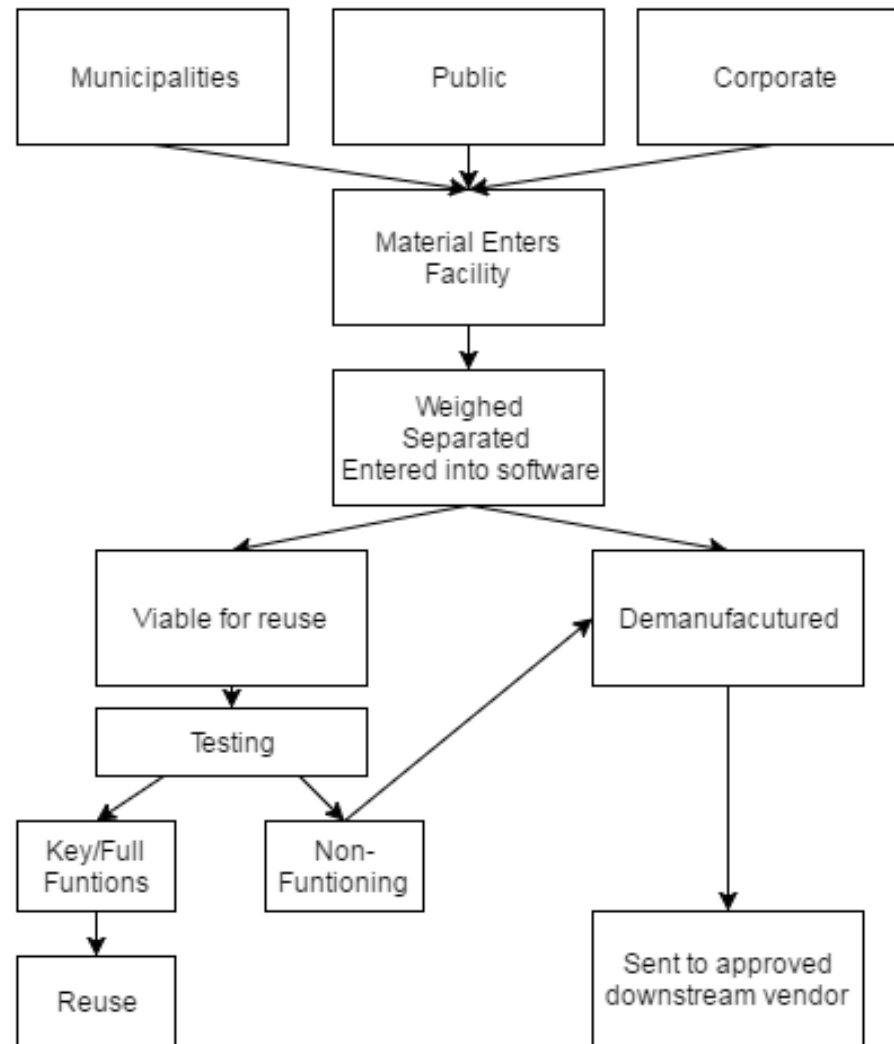 Municipalities
Public
Corporate
Material Enters
Facility
Weighed
Separated
Entered into software
Viable for reuse
Demanufacutured
Testing
Key/Full
Funtions
Non-
Funtioning
Reuse
Sent to approved
downstream vendor